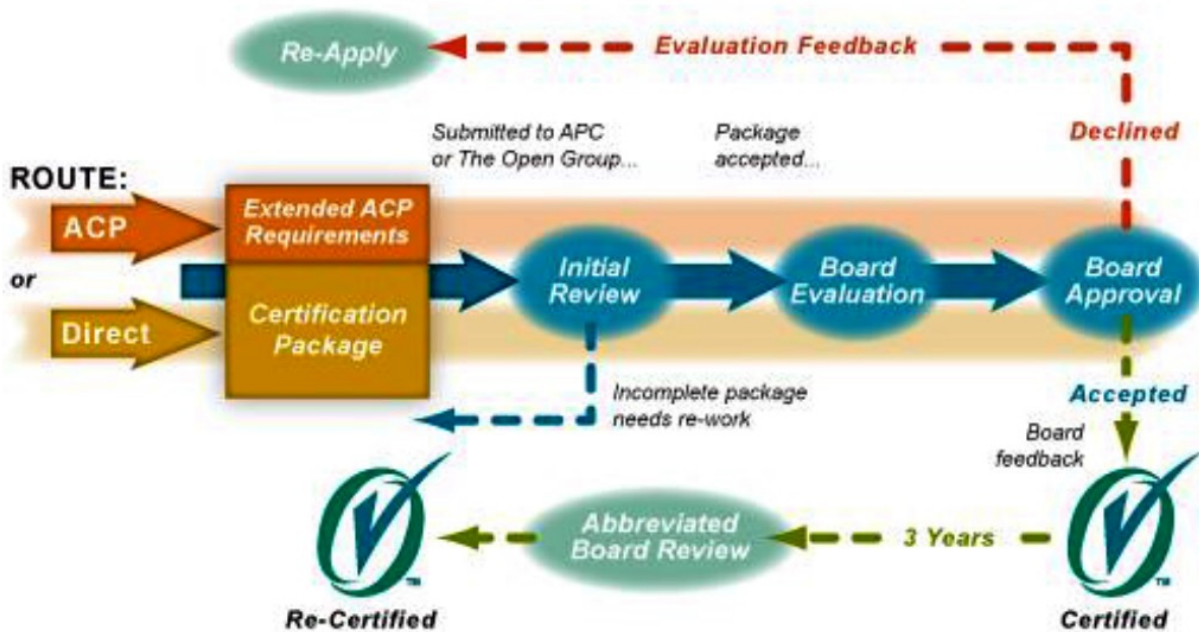 Re-Apply
Evaluation Feedback
Declined
Submitted to APC
or The Open Group...
Package
accepted...
ROUTE:
ACP
Extended ACP
Requirements
or
Initial
Review
Board
Evaluation
Board
Approval
Direct
Certification
Package
Incomplete package
needs re-work
Accepted
Board
feedback
Abbreviated
Board Review
3 Years
TM
TM
Re-Certified
Certified